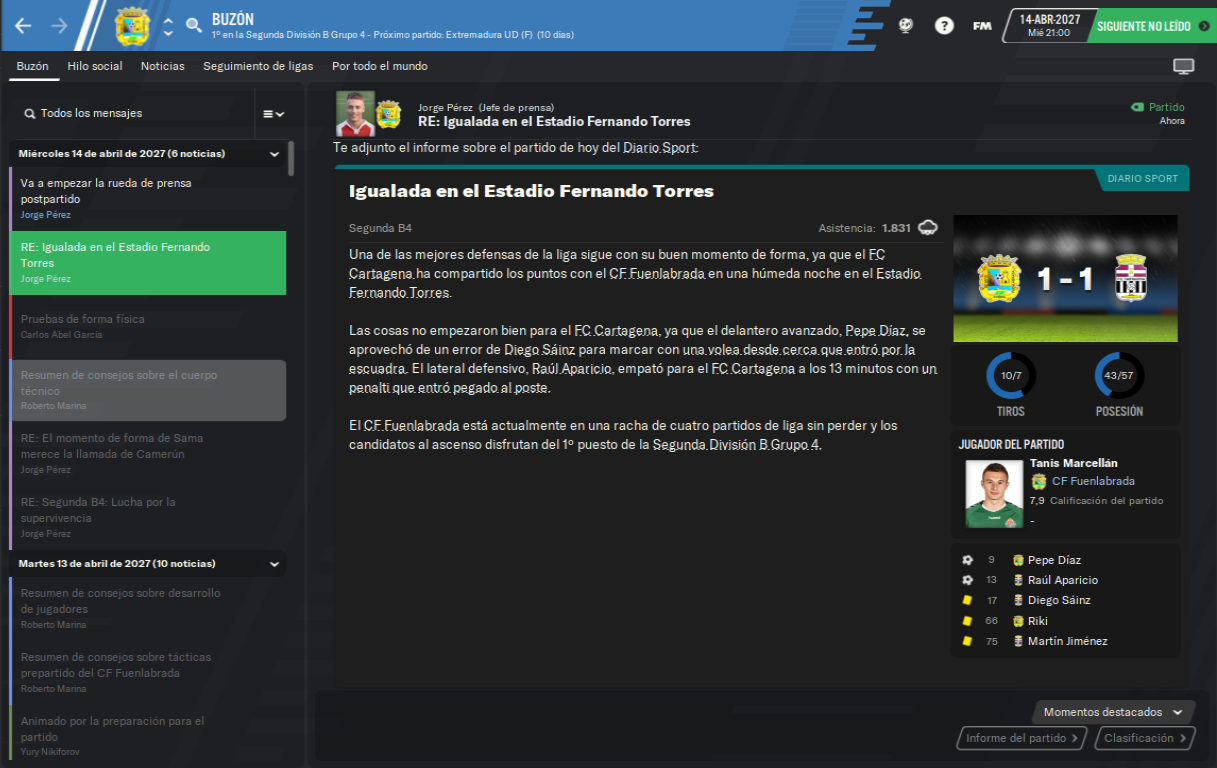 BUZÓN
1º en la Segunda División B Grupo 4 - Próximo partido: Extremadura UD (F) (10 días)
?
FM
14-ABR-2027
Mié 21:00
SIGUIENTE NO LEÍDO
Buzón
Hilo social
Noticias
Seguimiento de ligas
Por todo el mundo
Todos los mensajes
Miércoles 14 de abril de 2027 (6 noticias)
Va a empezar la rueda de prensa
postpartido
Jorge Pérez
RE: Igualada en el Estadio Fernando
Torres
Jorge Pérez
Pruebas de forma física
Carlos Abel García
Resumen de consejos sobre el cuerpo
técnico
Roberto Marina
RE: El momento de forma de Sama
merece la llamada de Camerún
Jorge Pérez
RE: Segunda B4: Lucha por la
supervivencia
Jorge Pérez
Martes 13 de abril de 2027 (10 noticias)
Resumen de consejos sobre desarrollo
de jugadores
Roberto Marina
Resumen de consejos sobre tácticas
prepartido del CF Fuenlabrada
Roberto Marina
Animado por la preparación para el
partido
Yury Nikiforov
Jorge Pérez (Jefe de prensa)
RE: Igualada en el Estadio Fernando Torres
Partido
Ahora
Te adjunto el informe sobre el partido de hoy del Diario Sport:
DIARIO SPORT
Igualada en el Estadio Fernando Torres
Segunda B4
Asistencia: 1.831
Una de las mejores defensas de la liga sigue con su buen momento de forma, ya que el FC
Cartagena ha compartido los puntos con el CF Fuenlabrada en una húmeda noche en el Estadio
Fernando Torres.
Las cosas no empezaron bien para el FC Cartagena, ya que el delantero avanzado, Pepe Díaz, se
aprovechó de un error de Diego Sáinz para marcar con una volea desde cerca que entró por la
escuadra. El lateral defensivo, Raúl Aparicio, empató para el FC Cartagena a los 13 minutos con un
penalti que entró pegado al poste.
El CF Fuenlabrada está actualmente en una racha de cuatro partidos de liga sin perder y los
candidatos al ascenso disfrutan del 1º puesto de la Segunda División B Grupo 4.
1 - 1
10/7
TIROS
43/57
POSESIÓN
JUGADOR DEL PARTIDO
Tanis Marcellán
CF Fuenlabrada
7,9 Calificación del partido
-
9 Pepe Díaz
13 Raúl Aparicio
17 Diego Sáinz
66 Riki
75 Martín Jiménez
Momentos destacados
Informe del partido
Clasificación